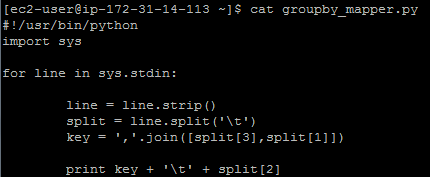 [ec2-user@ip-172-31-14-113 ~]$ cat groupby_mapper.py
#!/usr/bin/python
import sys

for line in sys.stdin:

        line = line.strip()
        split = line.split('\t')
        key = ','.join([split[3],split[1]])

        print key + '\t' + split[2]